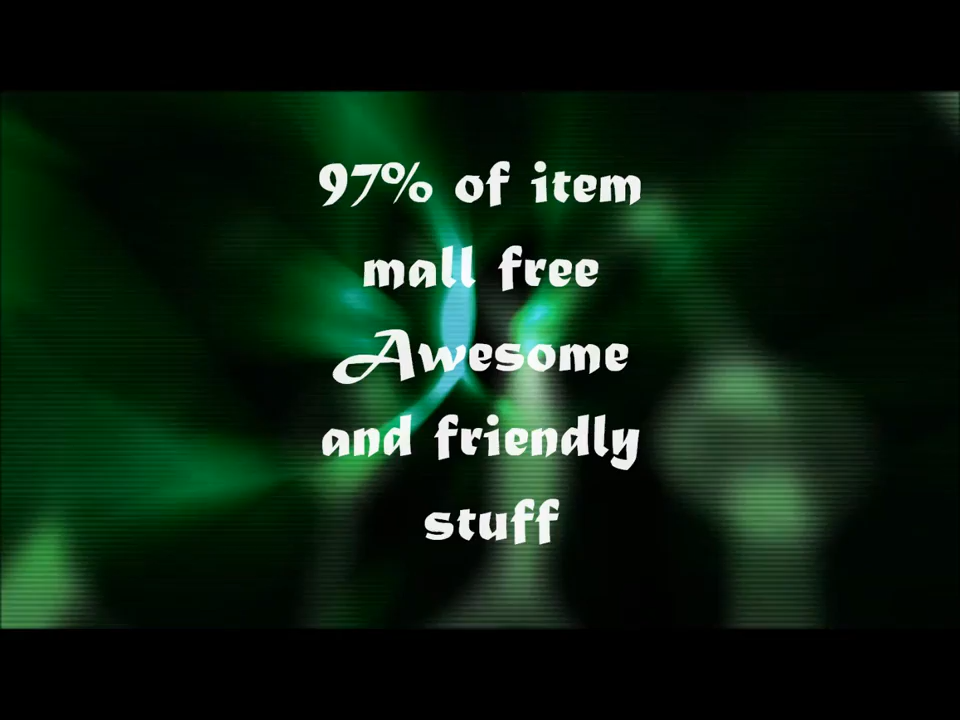 97% of item
mall free
Awesome
and friendly
stuff